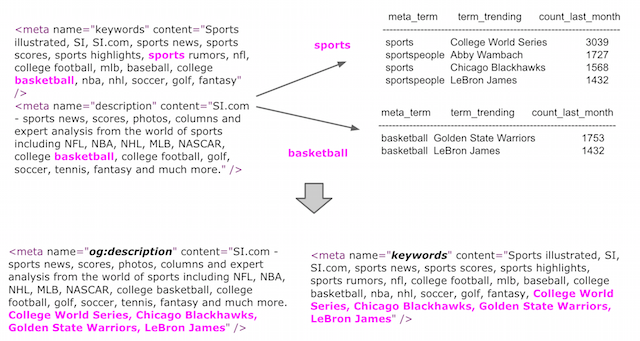 <meta name="keywords" content="Sports
illustrated, SI, SI.com, sports news, sports
scores, sports highlights, sports rumors, nfl,
college football, mlb, baseball, college
basketball, nba, nhl, soccer, golf, fantasy"
/>
<meta name="description" content="SI.com
- sports news, scores, photos, columns and
expert analysis from the world of sports
including NFL, NBA, NHL, MLB, NASCAR,
college basketball, college football, golf,
soccer, tennis, fantasy and much more." />
sports
basketball
meta_term term_trending count_last_month
sports College World Series 3039
sportspeople Abby Wambach 1727
sports Chicago Blackhawks 1568
sportspeople LeBron James 1432
meta_term term_trending count_last_month
basketball Golden State Warriors 1753
basketball LeBron James 1432
<meta name="og:description" content="SI.com -
sports news, scores, photos, columns and expert
analysis from the world of sports including NFL, NBA,
NHL, MLB, NASCAR, college basketball, college
football, golf, soccer, tennis, fantasy and much more.
College World Series, Chicago Blackhawks,
Golden State Warriors, LeBron James" />
<meta name="keywords" content="Sports illustrated, SI,
SI.com, sports news, sports scores, sports highlights,
sports rumors, nfl, college football, mlb, baseball, college
basketball, nba, nhl, soccer, golf, fantasy, College World
Series, Chicago Blackhawks, Golden State Warriors,
LeBron James" />